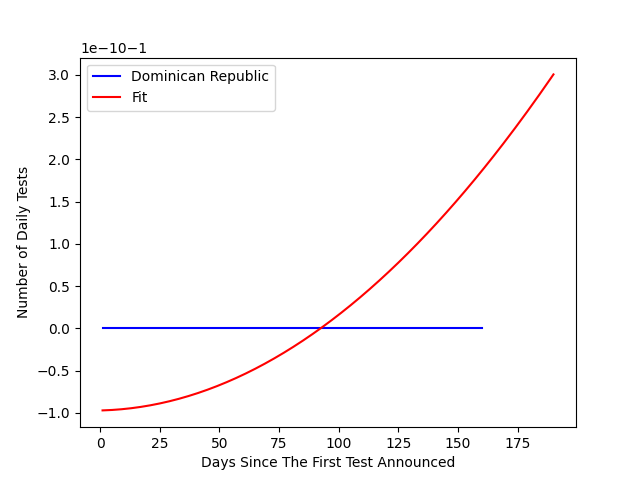 1e−10−1
3.0
2.5
2.0
1.5
1.0
0.5
0.0
−0.5
−1.0
Number of Daily Tests
Dominican Republic
Fit
0 25 50 75 100 125 150 175
Days Since The First Test Announced